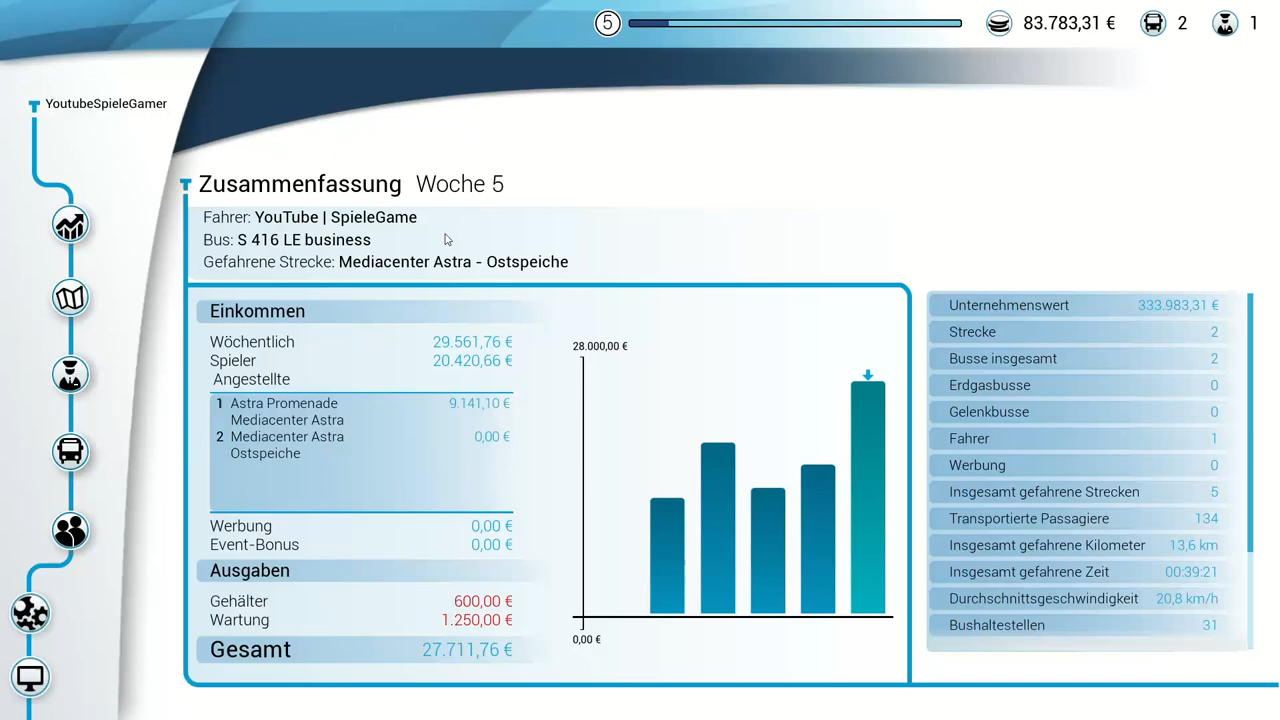 5 83.783,31 € 2 1
YoutubeSpieleGamer
Zusammenfassung Woche 5
Fahrer: YouTube | SpieleGame
Bus: S 416 LE business
Gefahrene Strecke: Mediacenter Astra - Ostspeiche
Einkommen
Wöchentlich 29.561,76 €
Spieler 20.420,66 €
Angestellte
1 Astra Promenade 9.141,10 €
Mediacenter Astra
2 Mediacenter Astra 0,00 €
Ostspeiche
Werbung 0,00 €
Event-Bonus 0,00 €
Ausgaben
Gehälter 600,00 €
Wartung 1.250,00 €
Gesamt 27.711,76 €
28.000,00 €
0,00 €
Unternehmenswert 333.983,31 €
Strecke 2
Busse insgesamt 2
Erdgasbusse 0
Gelenkbusse 0
Fahrer 1
Werbung 0
Insgesamt gefahrene Strecken 5
Transportierte Passagiere 134
Insgesamt gefahrene Kilometer 13,6 km
Insgesamt gefahrene Zeit 00:39:21
Durchschnittsgeschwindigkeit 20,8 km/h
Bushaltestellen 31